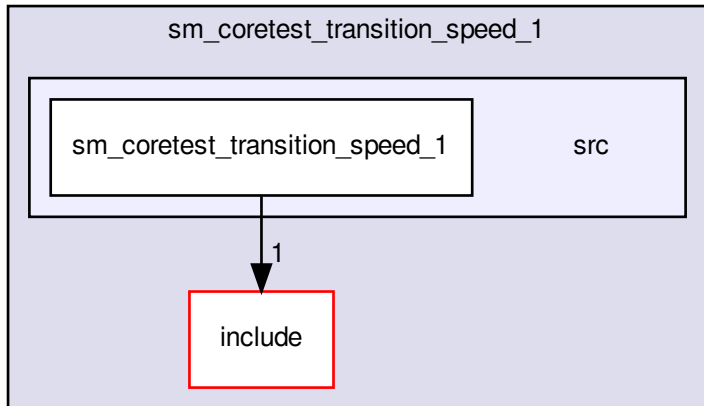 sm_coretest_transition_speed_1
sm_coretest_transition_speed_1 src
1
include